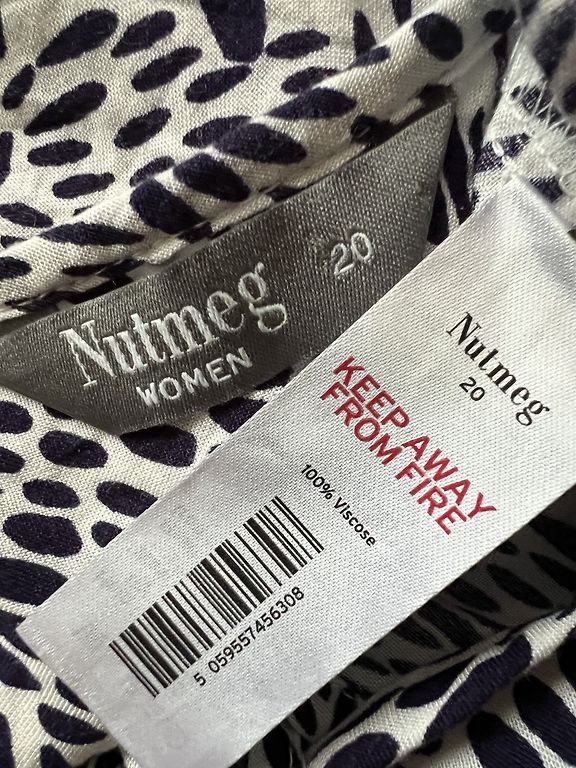 Nutmeg
WOMEN
20
Nutmeg
20
KEEP AWAY
FROM FIRE
100% Viscose
5 059557456308